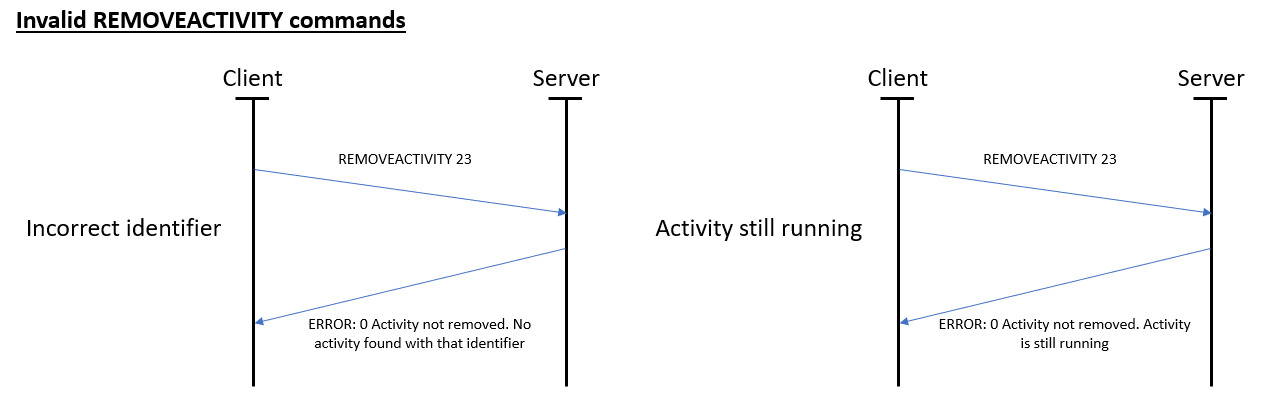 Invalid REMOVEACTIVITY commands
Client
Server
REMOVEACTIVITY 23
Incorrect identifier
ERROR: 0 Activity not removed. No
activity found with that identifier
Client
Server
REMOVEACTIVITY 23
Activity still running
ERROR: 0 Activity not removed. Activity
is still running